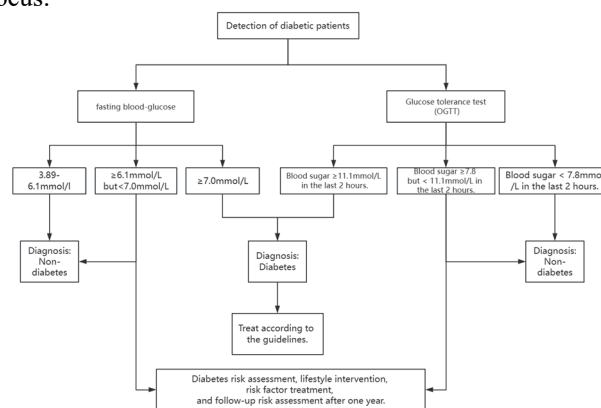 ocus.
Detection of diabetic patients
fasting blood-glucose
Glucose tolerance test
(OGTT)
3.89-
6.1mmol/l
≥6.1mmol/L
but<7.0mmol/L
≥7.0mmol/L
Blood sugar ≥11.1mmol/L
in the last 2 hours.
Blood sugar ≥7.8
but < 11.1mmol/L in
the last 2 hours.
Blood sugar < 7.8mmo
/L in the last 2 hours.
Diagnosis:
Non-
diabetes
Diagnosis:
Diabetes
Diagnosis:
Non-
diabetes
Treat according to
the guidelines.
Diabetes risk assessment, lifestyle intervention,
risk factor treatment,
and follow-up risk assessment after one year.